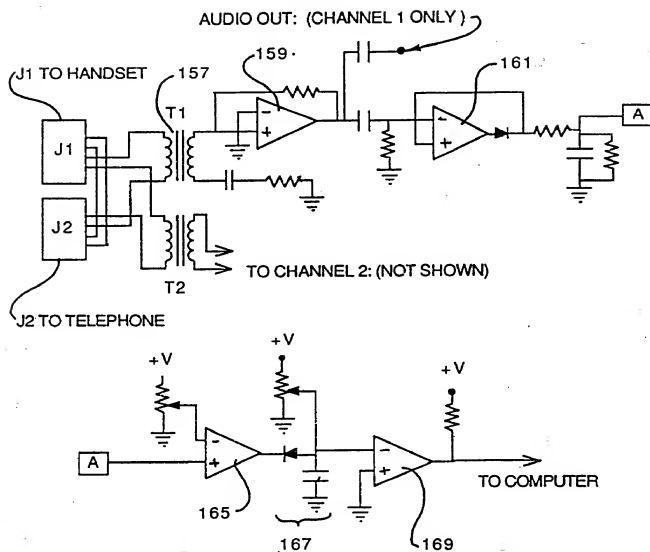 AUDIO OUT: (CHANNEL 1 ONLY )
J1 TO HANDSET
157
159
161
T1
J1
A
J2
T2
TO CHANNEL 2: (NOT SHOWN)
J2 TO TELEPHONE
+V
+V
+V
-
+
-
+
-
+
-
+
A
TO COMPUTER
165
167
169